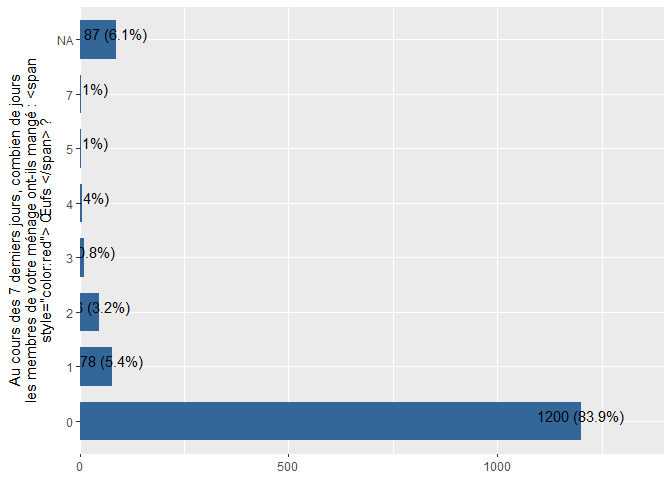 Au cours des 7 derniers jours, combien de jours
les membres de votre ménage ont-ils mangé : <span
style="color:red"> Œufs </span> ?
NA 87 (6.1%)
7 1%)
5 1%)
4 4%)
3 0.8%)
2 6 (3.2%)
1 78 (5.4%)
0 1200 (83.9%)
0 500 1000